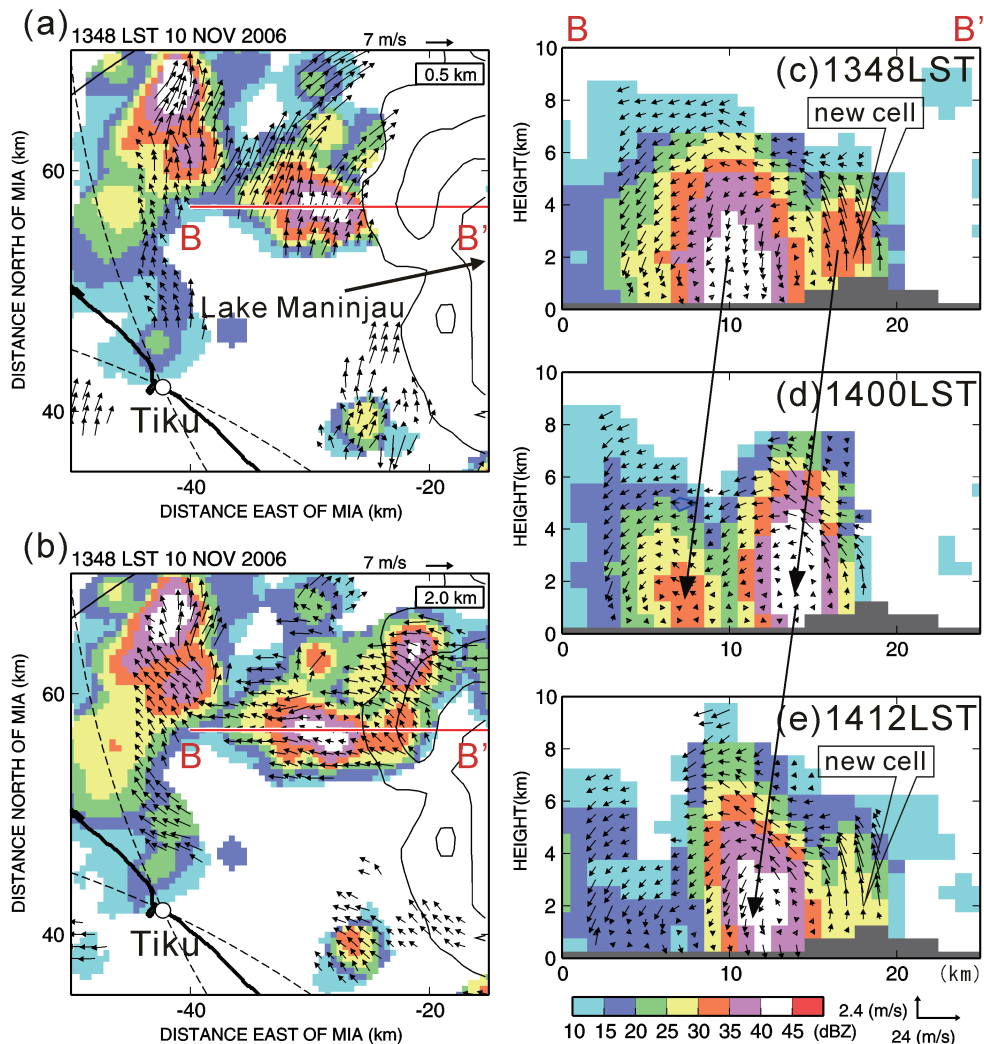 (a)
1348 LST 10 NOV 2006
7 m/s
0.5 km
DISTANCE NORTH OF MIA (km)
60
40
B
B'
Lake Maninjau
Tiku
-40
-20
DISTANCE EAST OF MIA (km)
(b)
1348 LST 10 NOV 2006
7 m/s
2.0 km
DISTANCE NORTH OF MIA (km)
60
40
B
B'
Tiku
-40
-20
DISTANCE EAST OF MIA (km)
B
B'
(c)1348LST
new cell
HEIGHT(km)
10
8
6
4
2
0
0
10
20
(d)1400LST
HEIGHT(km)
10
8
6
4
2
0
0
10
20
(e)1412LST
new cell
HEIGHT(km)
10
8
6
4
2
0
0
10
20
(km)
10 15 20 25 30 35 40 45 (dBZ)
2.4 (m/s)
24 (m/s)